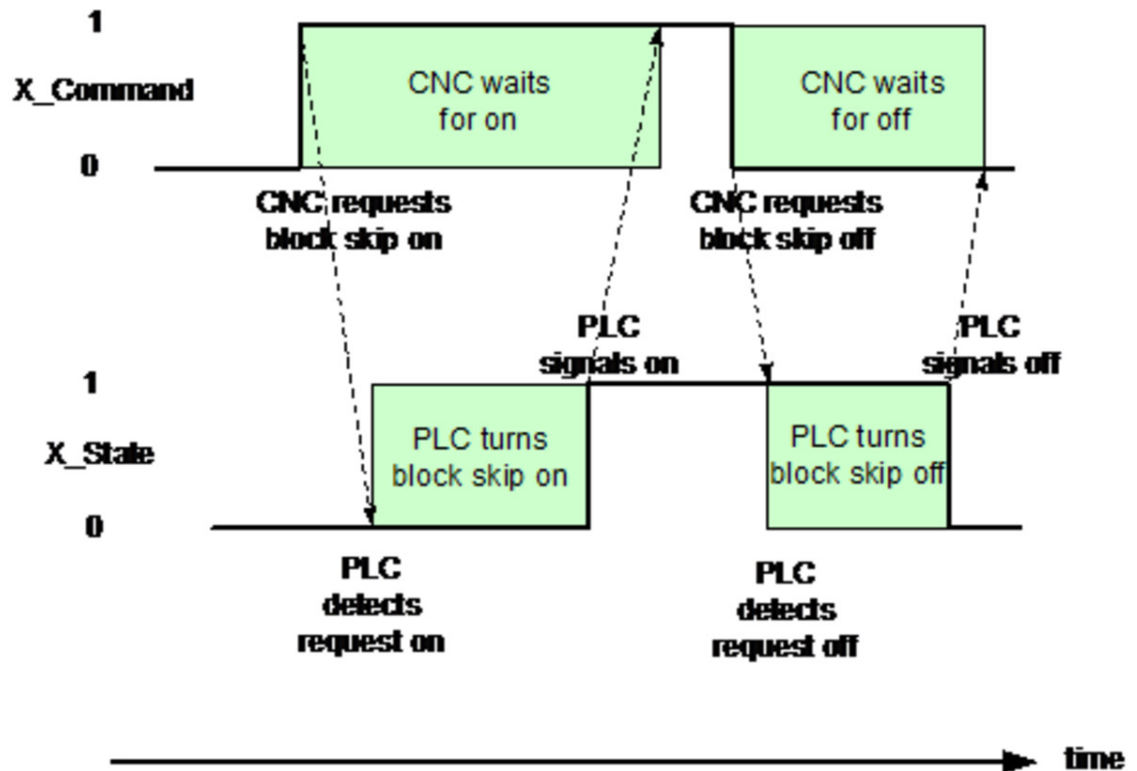 1
X_Command
CNC waits
for on
CNC waits
for off
0
CNC requests
block skip on
CNC requests
block skip off
PLC
signals on
PLC
signals off
1
X_State
PLC turns
block skip on
PLC turns
block skip off
0
PLC
detects
request on
PLC
detects
request off
time